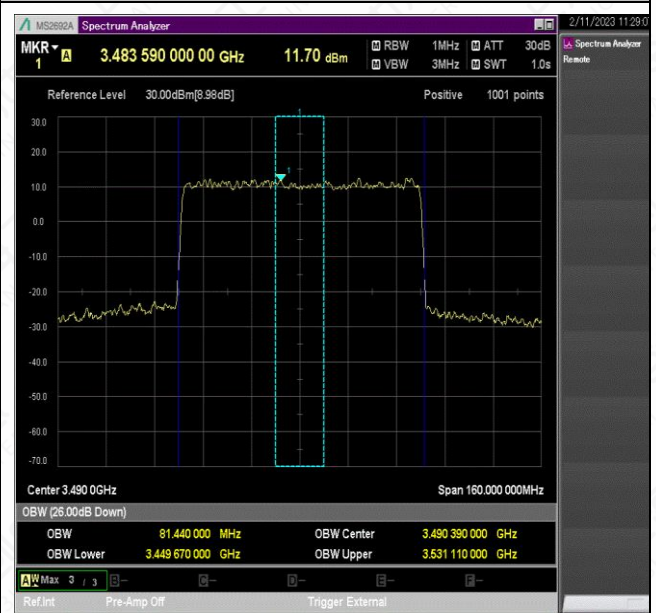 MS2692A Spectrum Analyzer
2/11/2023 11:29:0
MKR 1 A 3.483 590 000 00 GHz 11.70 dBm
M RBW 1MHz M ATT 30dB
M VBW 3MHz M SWT 1.0s
Spectrum Analyzer
Remote
Reference Level 30.00dBm[8.98dB] Positive 1001 points
1
30.0
20.0
1
10.0
0.0
-10.0
-20.0
-30.0
-40.0
-50.0
-60.0
-70.0
Center 3.490 0GHz Span 160.000 000MHz
OBW (26.00dB Down)
OBW 81.440 000 MHz OBW Center 3.490 390 000 GHz
OBW Lower 3.449 670 000 GHz OBW Upper 3.531 110 000 GHz
A W Max 3 / 3 B- C- D- E- F-
Ref.Int Pre-Amp Off Trigger External